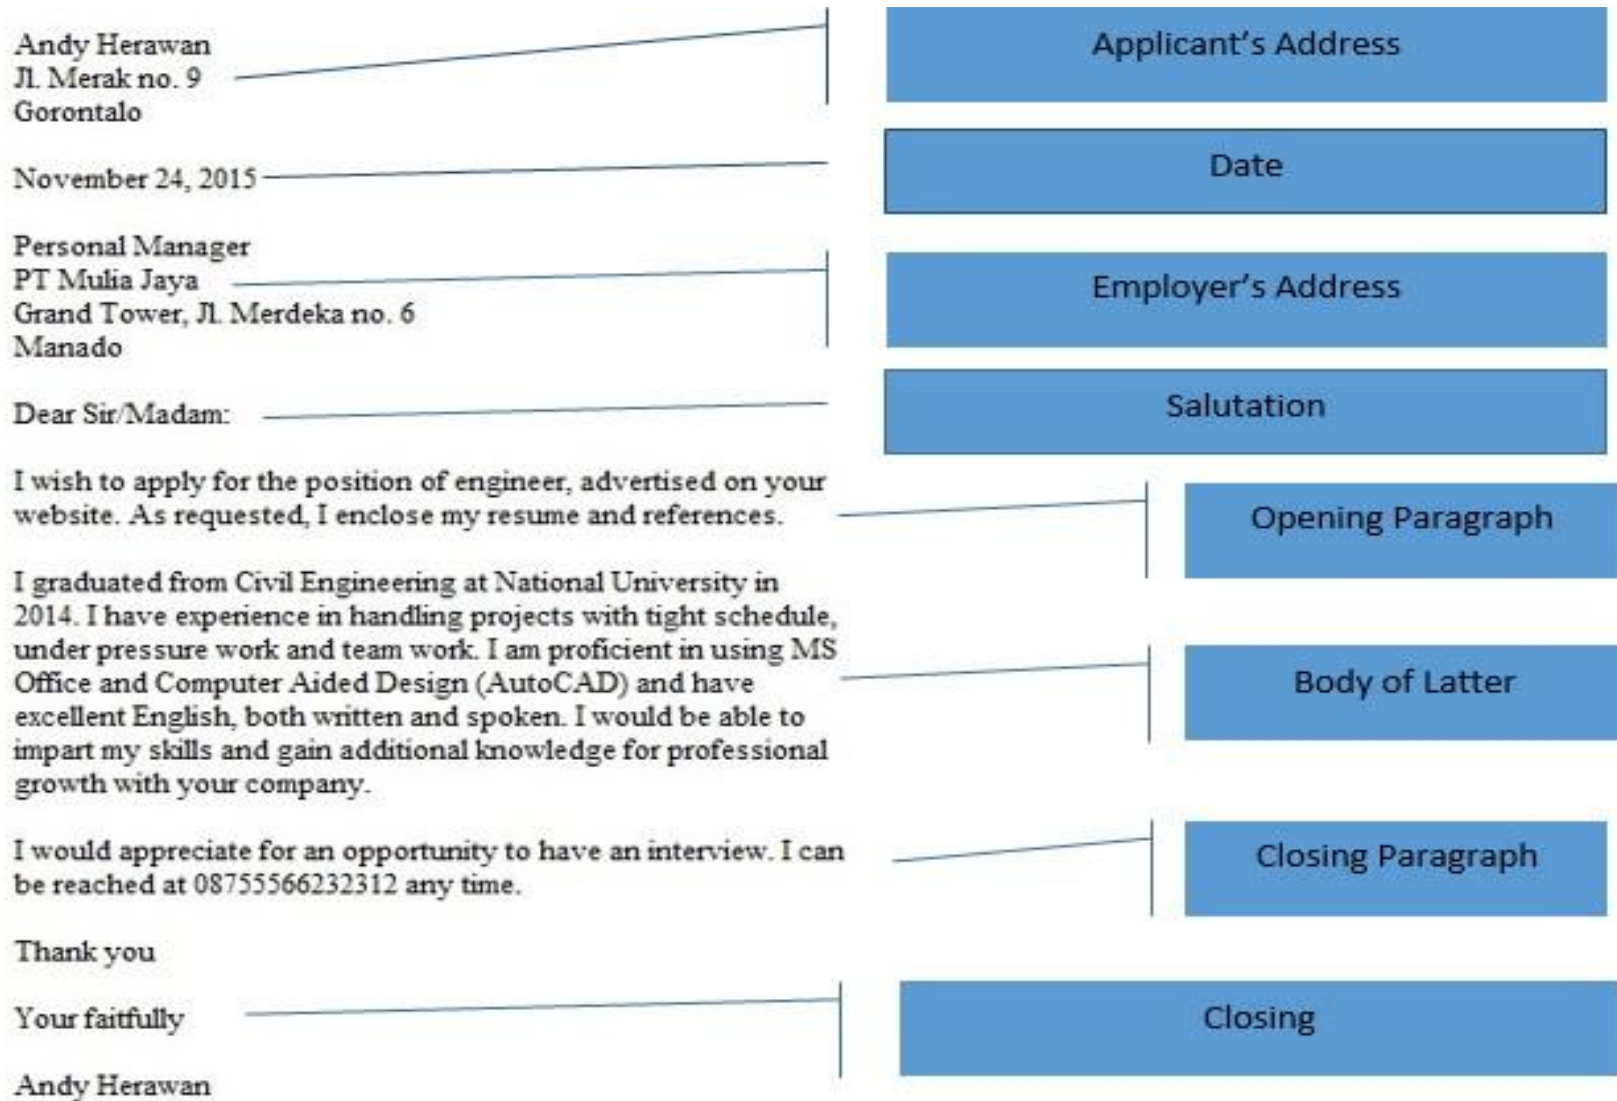 Andy Herawan
Jl. Merak no. 9
Gorontalo
Applicant's Address
November 24, 2015
Date
Personal Manager
PT Mulia Jaya
Grand Tower, Jl. Merdeka no. 6
Manado
Employer's Address
Dear Sir/Madam:
Salutation
I wish to apply for the position of engineer, advertised on your
website. As requested, I enclose my resume and references.
Opening Paragraph
I graduated from Civil Engineering at National University in
2014. I have experience in handling projects with tight schedule,
under pressure work and team work. I am proficient in using MS
Office and Computer Aided Design (AutoCAD) and have
excellent English, both written and spoken. I would be able to
impart my skills and gain additional knowledge for professional
growth with your company.
Body of Latter
I would appreciate for an opportunity to have an interview. I can
be reached at 08755566232312 any time.
Closing Paragraph
Thank you
Your faitfully
Andy Herawan
Closing